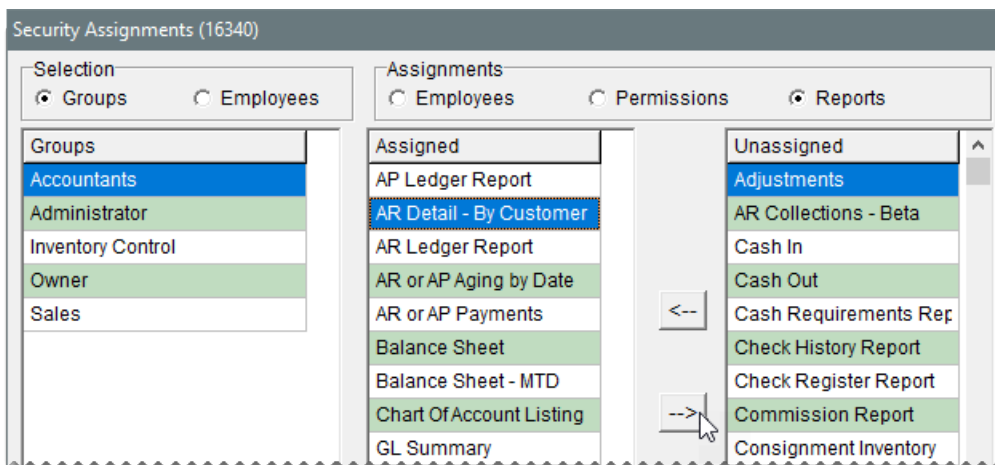 Security Assignments (16340)
Selection
Groups Employees
Assignments
Employees Permissions Reports
Groups
Accountants
Administrator
Inventory Control
Owner
Sales
Assigned
AP Ledger Report
AR Detail - By Customer
AR Ledger Report
AR or AP Aging by Date
AR or AP Payments
Balance Sheet
Balance Sheet - MTD
Chart Of Account Listing
GL Summary
<--
-->
Unassigned
Adjustments
AR Collections - Beta
Cash In
Cash Out
Cash Requirements Rep
Check History Report
Check Register Report
Commission Report
Consignment Inventory